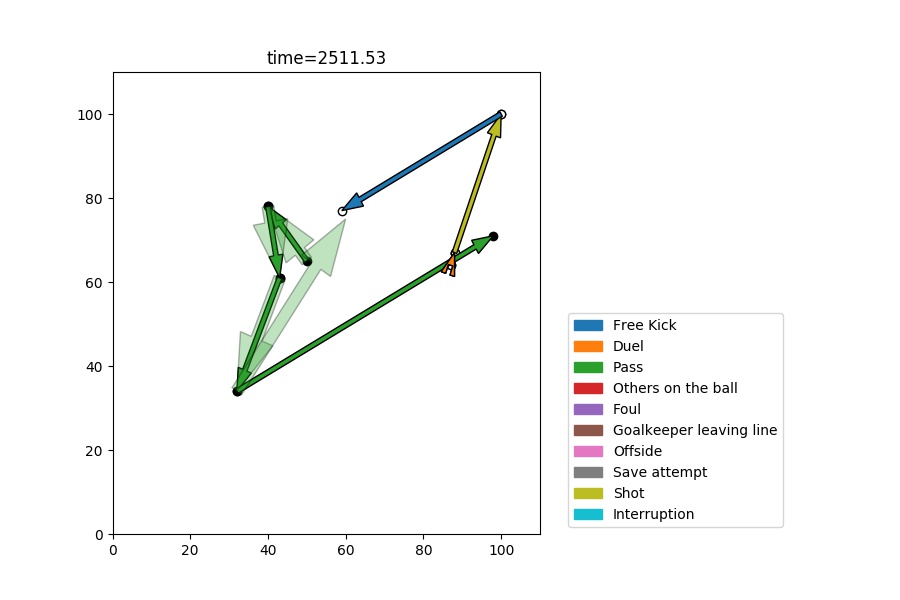 time=2511.53
100
80
60
40
20
0
0 20 40 60 80 100
Free Kick
Duel
Pass
Others on the ball
Foul
Goalkeeper leaving line
Offside
Save attempt
Shot
Interruption